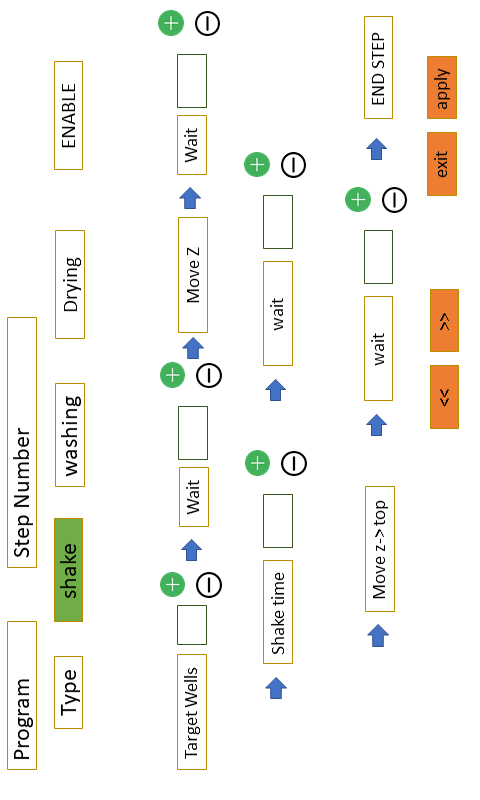 Program
Step Number
Type
shake
washing
Drying
ENABLE
Target Wells
Wait
Move Z
Wait
Shake time
wait
Move z->top
wait
END STEP
<<
>>
exit
apply